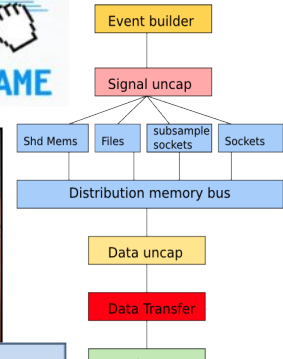 Event builder
AME
Signal uncap
Shd Mems
Files
subsample
sockets
Sockets
Distribution memory bus
Data uncap
Data Transfer